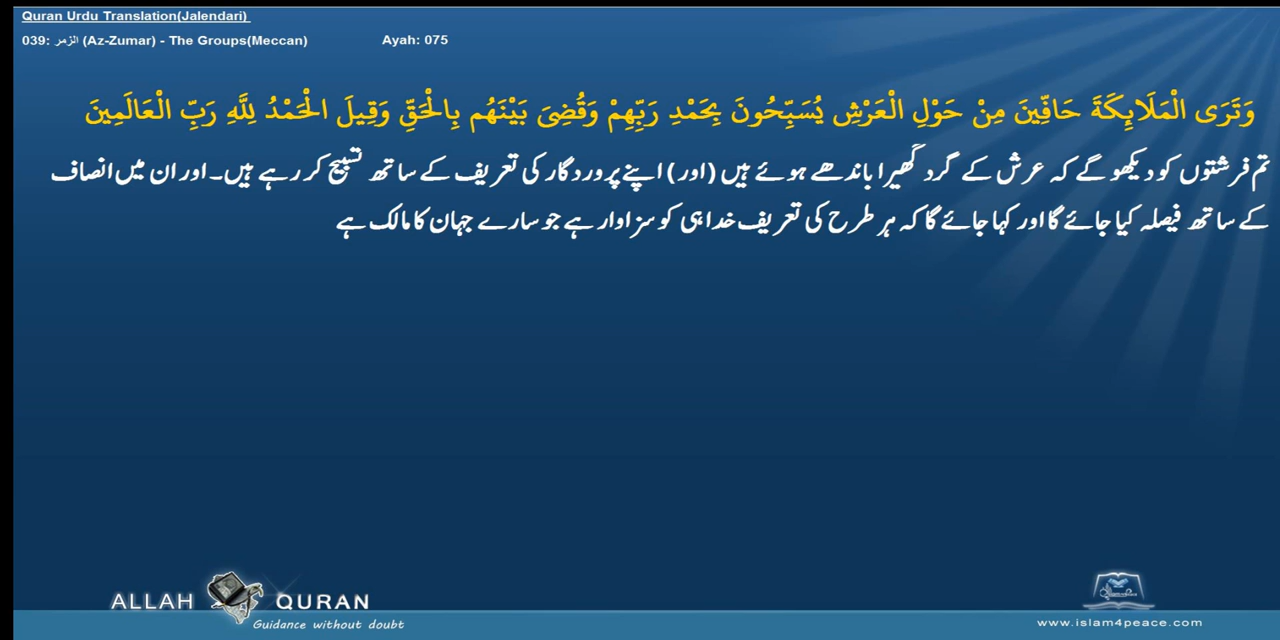 Quran Urdu Translation(Jalendari)
039: الزمر (Az-Zumar) - The Groups(Meccan) Ayah: 075
وَتَرَى الْمَلَابِكَةَ حَافِّينَ مِنْ حَوْلِ الْعَرْشِ يُسَبِّحُونَ بِحَمْدِ رَبِّهِمْ وَقُضِىَ بَيْنَهُم بِالْحَقِّ وَقِيلَ الْحَمْدُ لِلَّهِ رَبِّ الْعَالَمِينَ
تم فرشتوں کو دیکھو گے کہ عرش کے گرد گھیرا باندھے ہوئے ہیں (اور) اپنے پروردگار کی تعریف کے ساتھ تسبیح کر رہے ہیں۔ اور ان میں انصاف
کے ساتھ فیصلہ کیا جائے گا اور کہا جائے گا کہ ہر طرح کی تعریف خدا ہی کو سزاوار ہے جو سارے جہان کا مالک ہے
ALLAH QURAN
Guidance without doubt
www.islam4peace.com